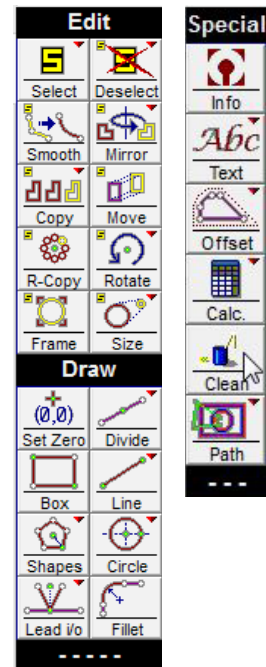 Edit
Select Deselect
Smooth Mirror
Copy Move
R-Copy Rotate
Frame Size
Draw
(0,0)
Set Zero Divide
Box Line
Shapes Circle
Lead i/o Fillet
- - - - -
Special
Info
Abc
Text
Offset
Calc.
Clean
Path
- - -